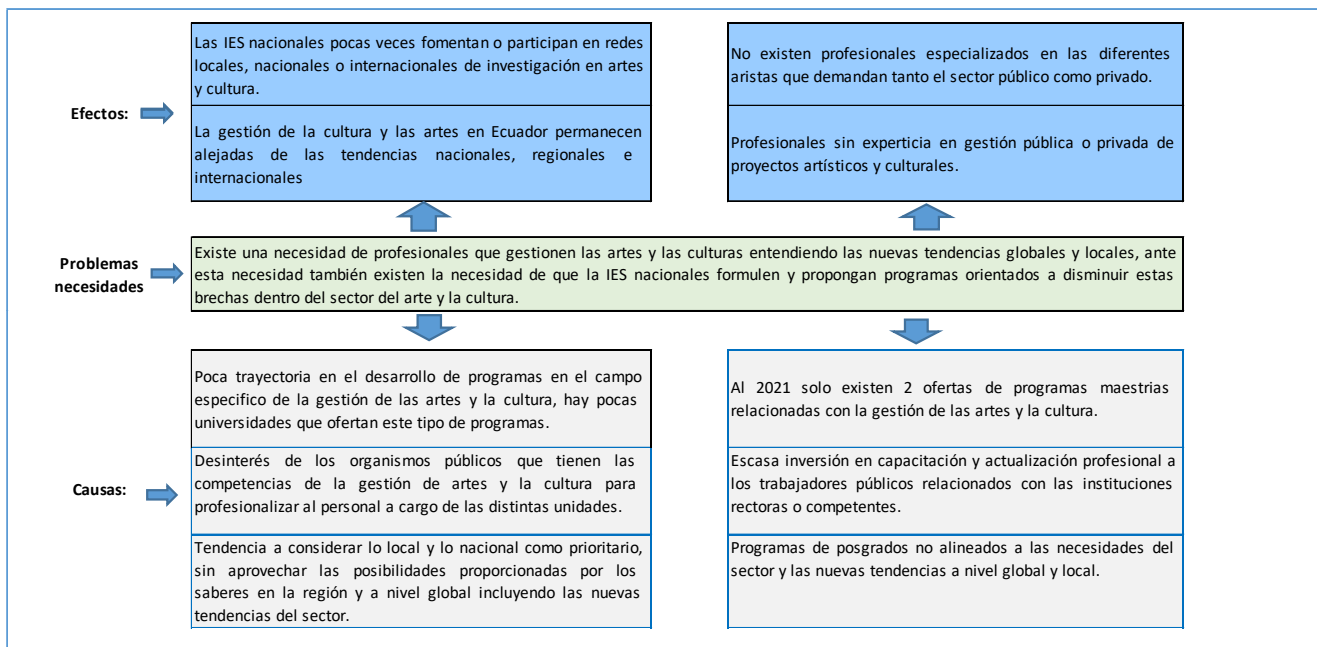 Efectos:
Las IES nacionales pocas veces fomentan o participan en redes
locales, nacionales o internacionales de investigación en artes
y cultura.
La gestión de la cultura y las artes en Ecuador permanecen
alejadas de las tendencias nacionales, regionales e
internacionales
No existen profesionales especializados en las diferentes
aristas que demandan tanto el sector público como privado.
Profesionales sin experticia en gestión pública o privada de
proyectos artísticos y culturales.
Problemas
necesidades
Existe una necesidad de profesionales que gestionen las artes y las culturas entendiendo las nuevas tendencias globales y locales, ante
esta necesidad también existen la necesidad de que la IES nacionales formulen y propongan programas orientados a disminuir estas
brechas dentro del sector del arte y la cultura.
Causas:
Poca trayectoria en el desarrollo de programas en el campo
especifico de la gestión de las artes y la cultura, hay pocas
universidades que ofertan este tipo de programas.
Desinterés de los organismos públicos que tienen las
competencias de la gestión de artes y la cultura para
profesionalizar al personal a cargo de las distintas unidades.
Tendencia a considerar lo local y lo nacional como prioritario,
sin aprovechar las posibilidades proporcionadas por los
saberes en la región y a nivel global incluyendo las nuevas
tendencias del sector.
Al 2021 solo existen 2 ofertas de programas maestrias
relacionadas con la gestión de las artes y la cultura.
Escasa inversión en capacitación y actualización profesional a
los trabajadores públicos relacionados con las instituciones
rectoras o competentes.
Programas de posgrados no alineados a las necesidades del
sector y las nuevas tendencias a nivel global y local.